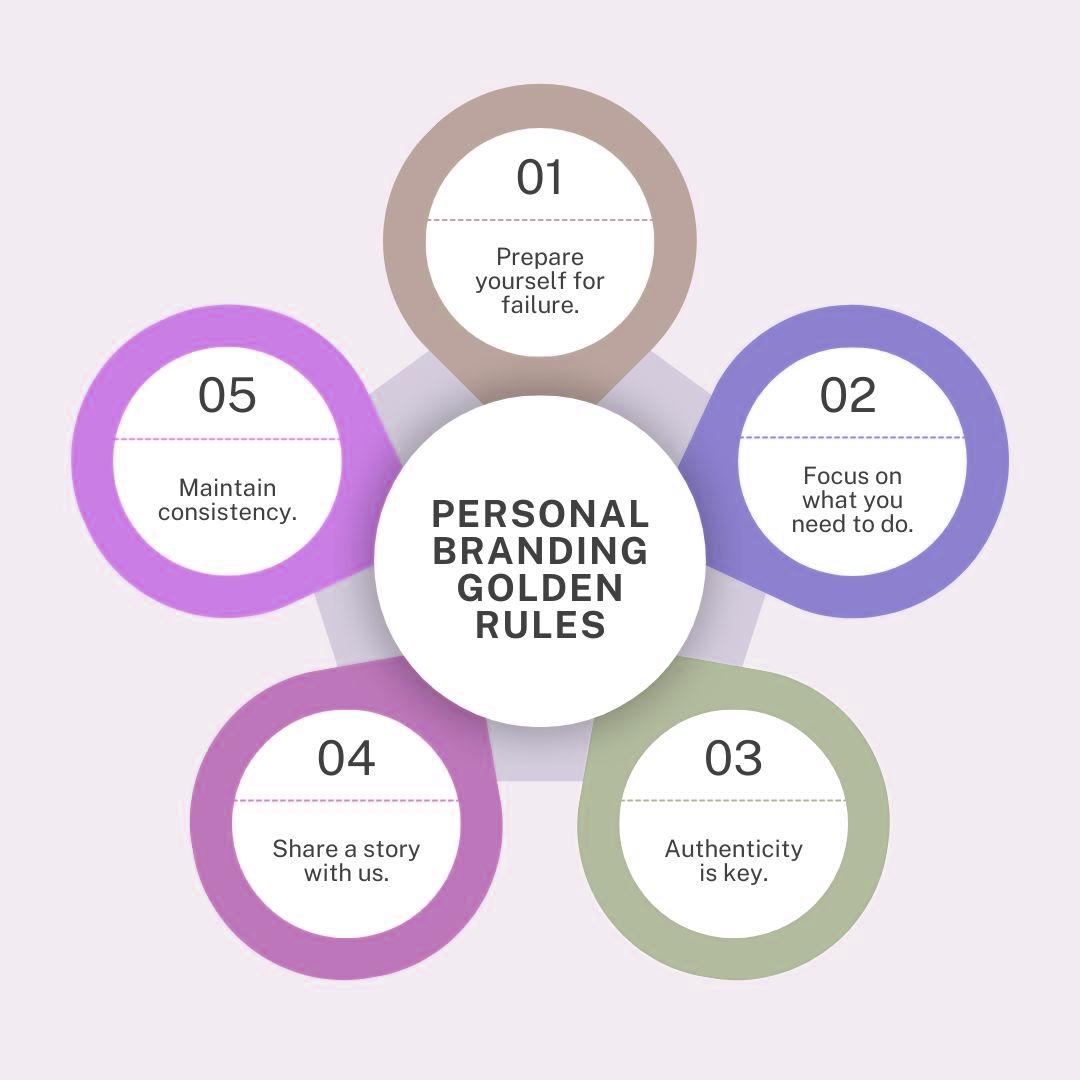 01
Prepare
yourself for
failure.
02
Focus on
what you
need to do.
03
Authenticity
is key.
04
Share a story
with us.
05
Maintain
consistency.
PERSONAL
BRANDING
GOLDEN
RULES